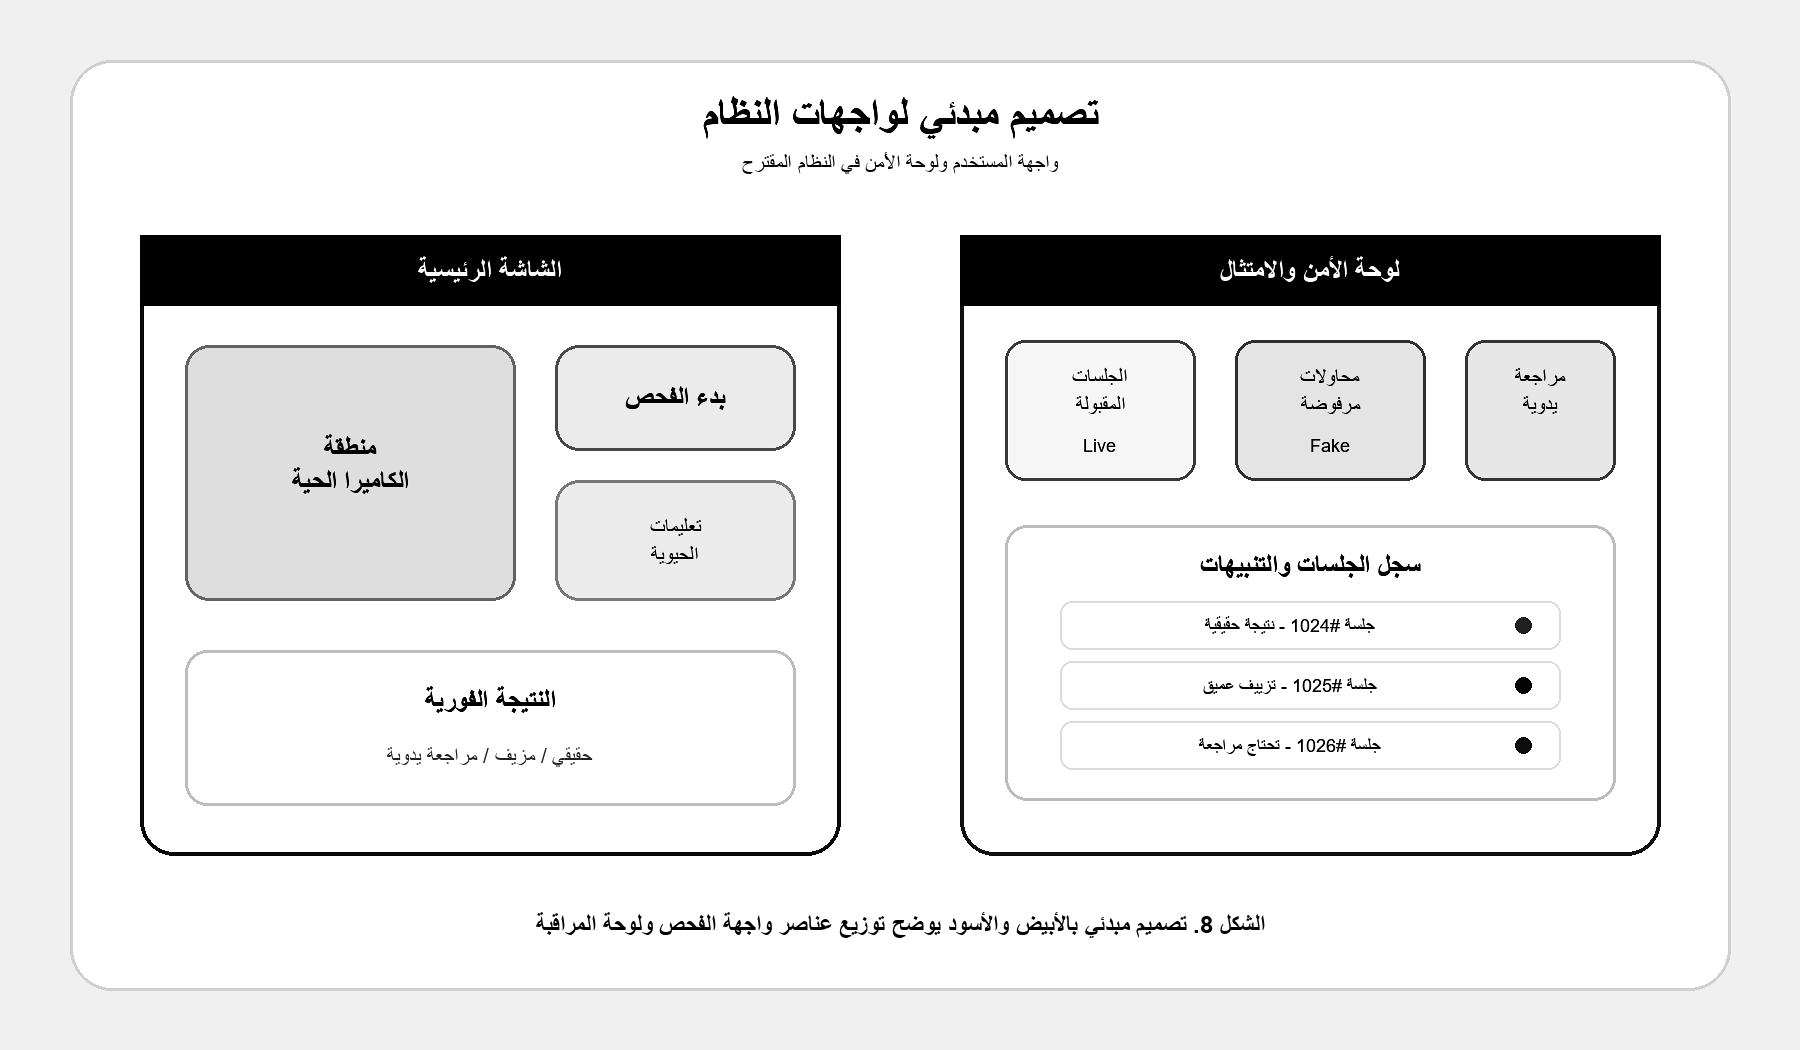 تصميم مبدئي لواجهات النظام
واجهة المستخدم ولوحة الأمن في النظام المقترح
لوحة الأمن والامتثال
مراجعة
يدوية
محاولات
مرفوضة
Fake
الجلسات
المقبولة
Live
سجل الجلسات والتنبيهات
جلسة #1024 - نتيجة حقيقية
جلسة #1025 - تزييف عميق
جلسة #1026 - تحتاج مراجعة
الشاشة الرئيسية
بدء الفحص
تعليمات
الحيوية
منطقة
الكاميرا الحية
النتيجة الفورية
حقيقي / مزيف / مراجعة يدوية
الشكل 8. تصميم مبدئي بالأبيض والأسود يوضح توزيع عناصر واجهة الفحص ولوحة المراقبة